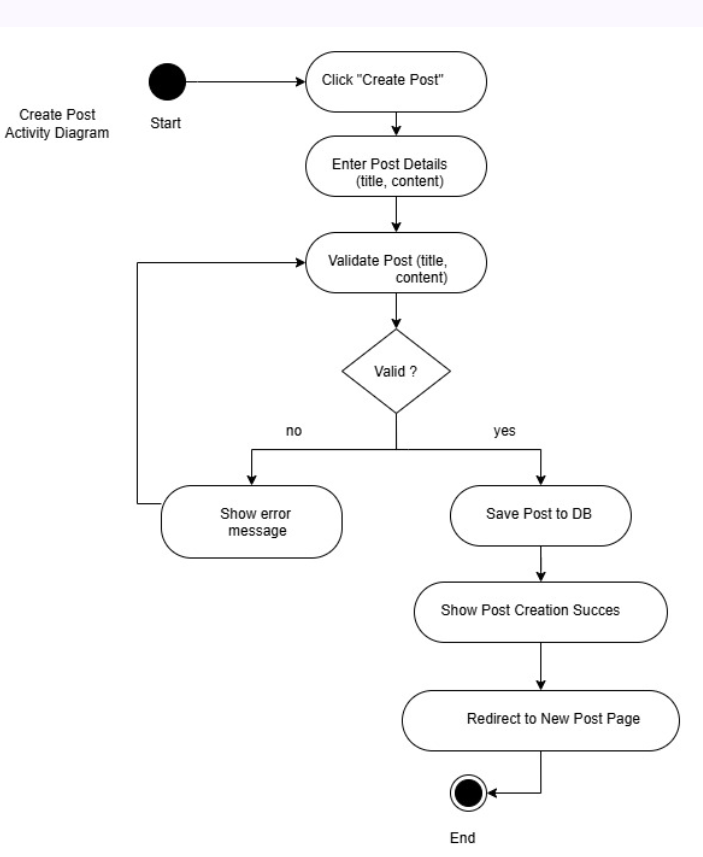 Click "Create Post"
Create Post
Activity Diagram
Start
Enter Post Details
(title, content)
Validate Post (title,
content)
Valid ?
no
yes
Show error
message
Save Post to DB
Show Post Creation Succes
Redirect to New Post Page
End